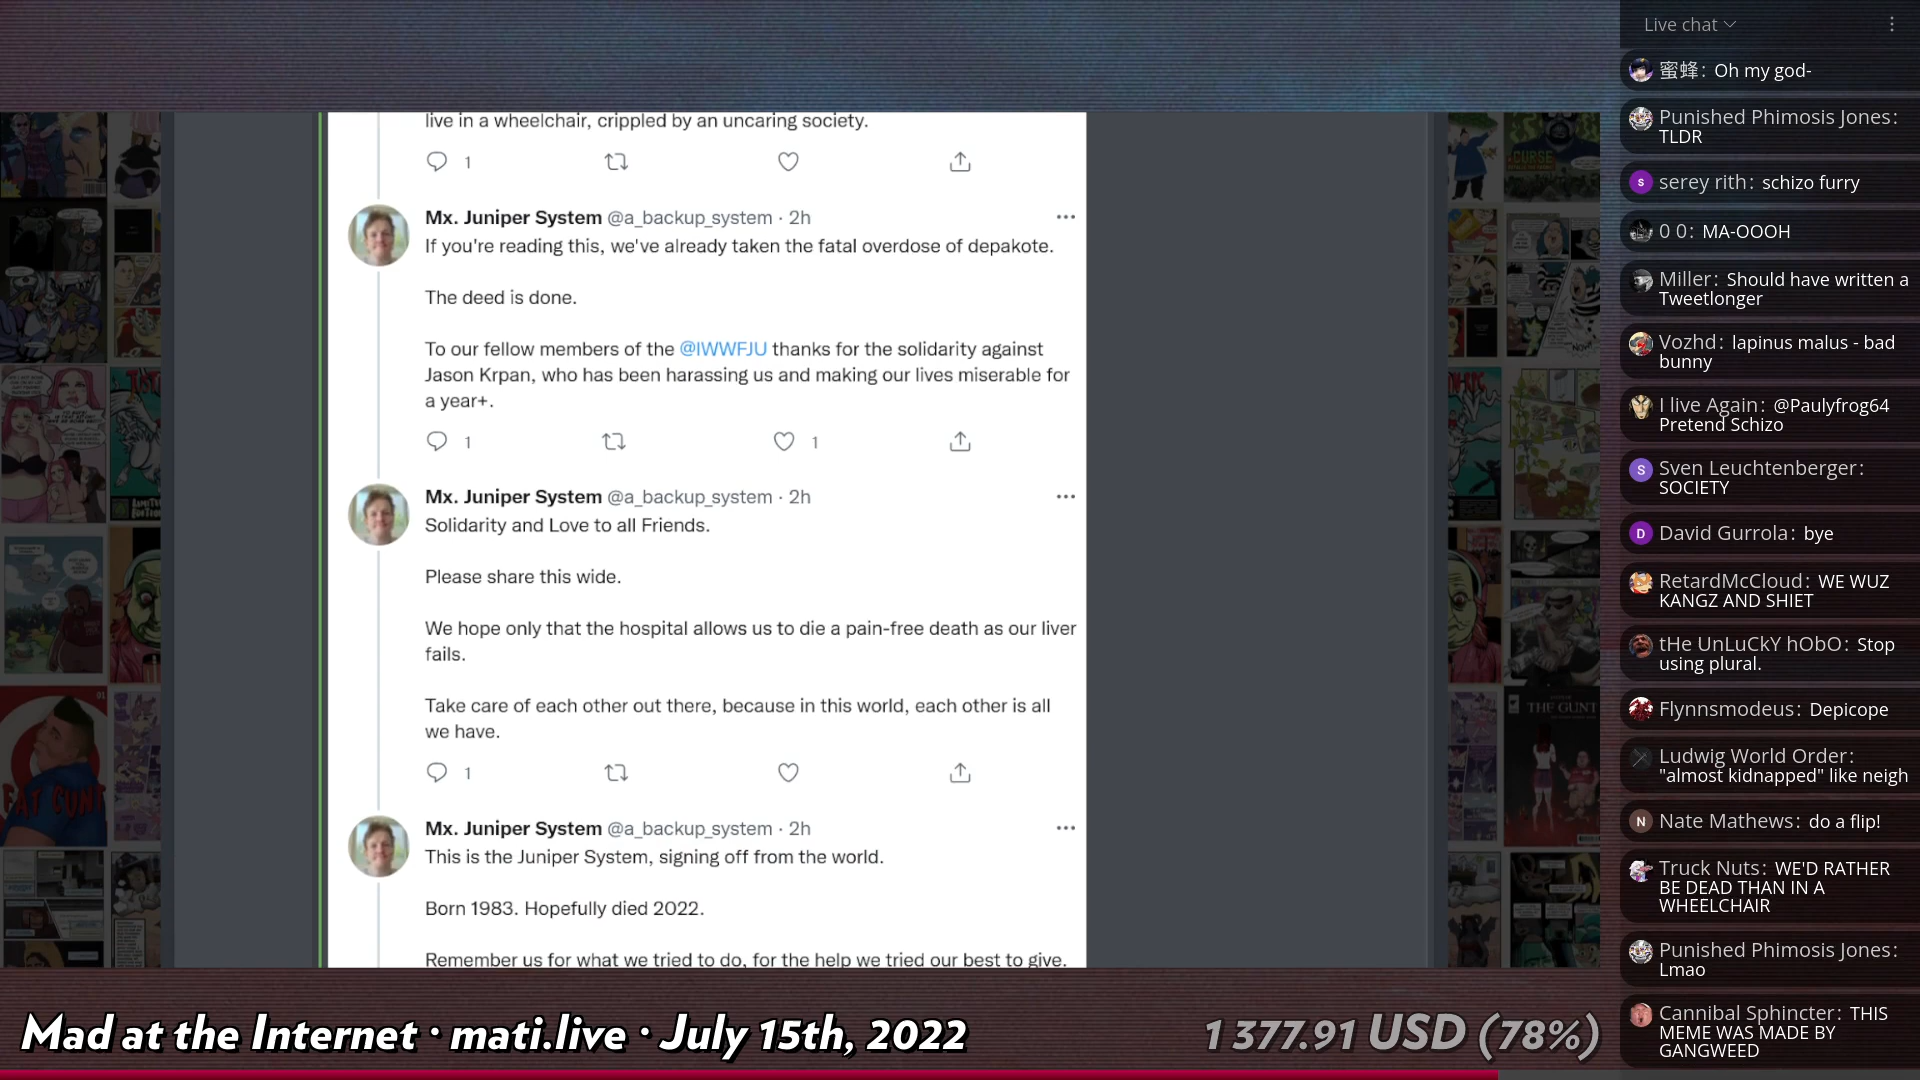 live in a wheelchair, crippled by an uncaring society.
1
Mx. Juniper System @a_backup_system · 2h
If you're reading this, we've already taken the fatal overdose of depakote.
The deed is done.
To our fellow members of the @IWWFJU thanks for the solidarity against
Jason Krpan, who has been harassing us and making our lives miserable for
a year+.
1 1
Mx. Juniper System @a_backup_system · 2h
Solidarity and Love to all Friends.
Please share this wide.
We hope only that the hospital allows us to die a pain-free death as our liver
fails.
Take care of each other out there, because in this world, each other is all
we have.
1
Mx. Juniper System @a_backup_system · 2h
This is the Juniper System, signing off from the world.
Born 1983. Hopefully died 2022.
Remember us for what we tried to do, for the help we tried our best to give.
CURSE
THE GUNT
FAT CUNT
Mad at the Internet · mati.live · July 15th, 2022
1 377.91 USD (78%)
Live chat
蜜蜂: Oh my god-
Punished Phimosis Jones:
TLDR
serey rith: schizo furry
0 0: MA-OOOH
Miller: Should have written a
Tweetlonger
Vozhd: lapinus malus - bad
bunny
I live Again: @Paulyfrog64
Pretend Schizo
Sven Leuchtenberger:
SOCIETY
David Gurrola: bye
RetardMcCloud: WE WUZ
KANGZ AND SHIET
tHe UnLuCkY hObO: Stop
using plural.
Flynnsmodeus: Depicope
Ludwig World Order:
"almost kidnapped" like neigh
Nate Mathews: do a flip!
Truck Nuts: WE'D RATHER
BE DEAD THAN IN A
WHEELCHAIR
Punished Phimosis Jones:
Lmao
Cannibal Sphincter: THIS
MEME WAS MADE BY
GANGWEED